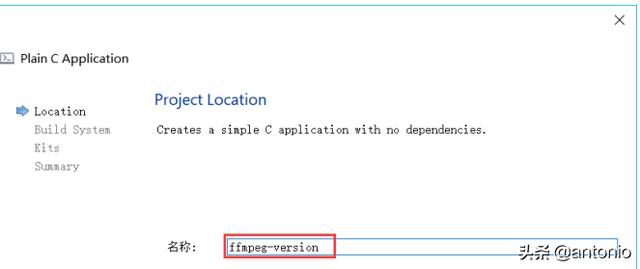 Plain C Application
Location
Build System
Kits
Summary
Project Location
Creates a simple C application with no dependencies.
名称: ffmpeg-version
头条 @antonio